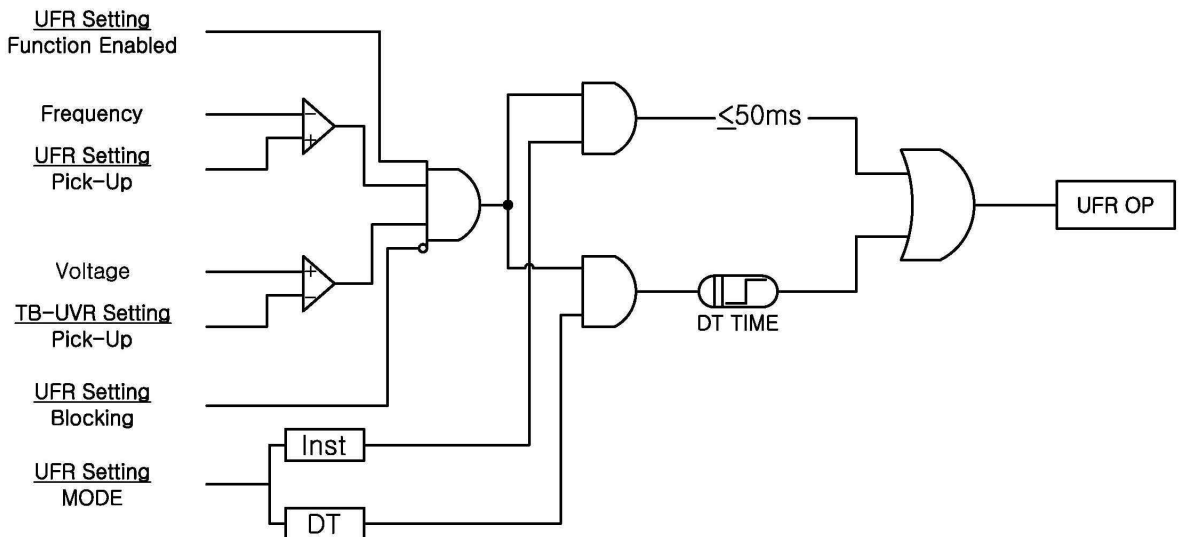 UFR Setting
Function Enabled
Frequency
UFR Setting
Pick-Up
Voltage
TB-UVR Setting
Pick-Up
UFR Setting
Blocking
UFR Setting
MODE
−
+
+
−
Inst
DT
≤50ms
DT TIME
UFR OP